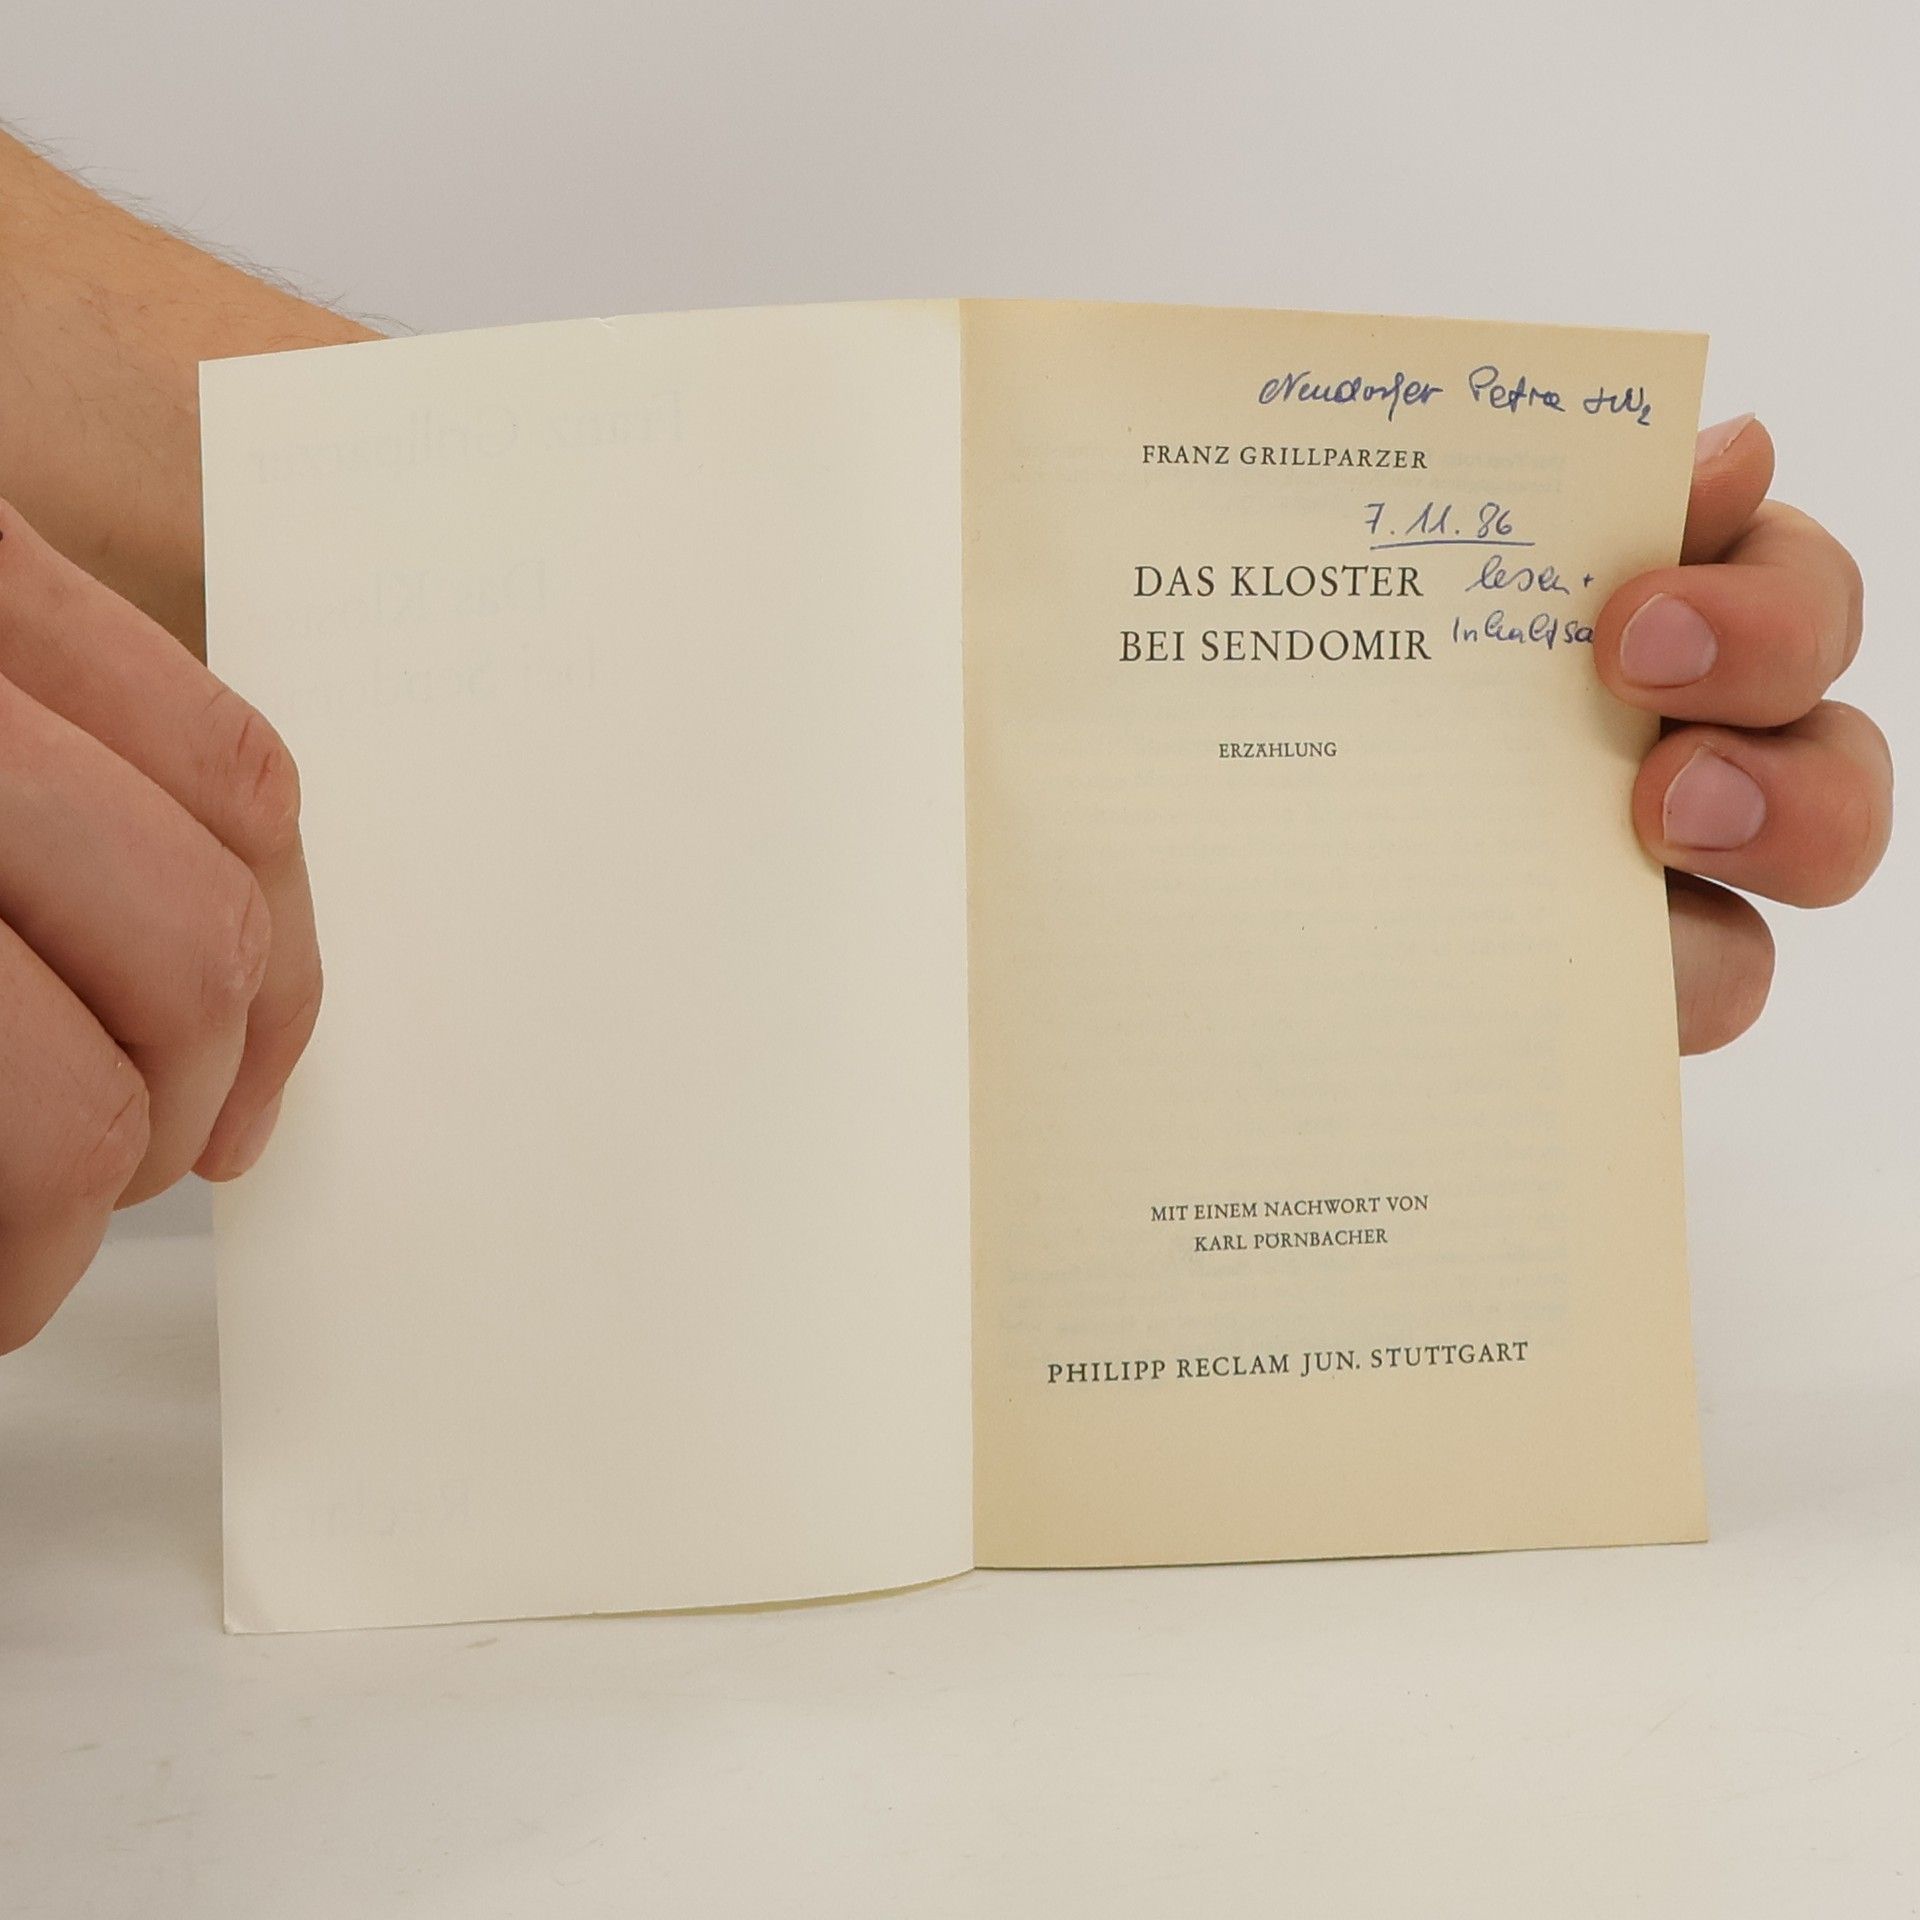 Neudorfer Petra
FRANZ GRILLPARZER
7. 11. 86
DAS KLOSTER lesen +
BEI SENDOMIR Inhaltsa
ERZÄHLUNG
MIT EINEM NACHWORT VON
KARL PÖRNBACHER
PHILIPP RECLAM JUN. STUTTGART